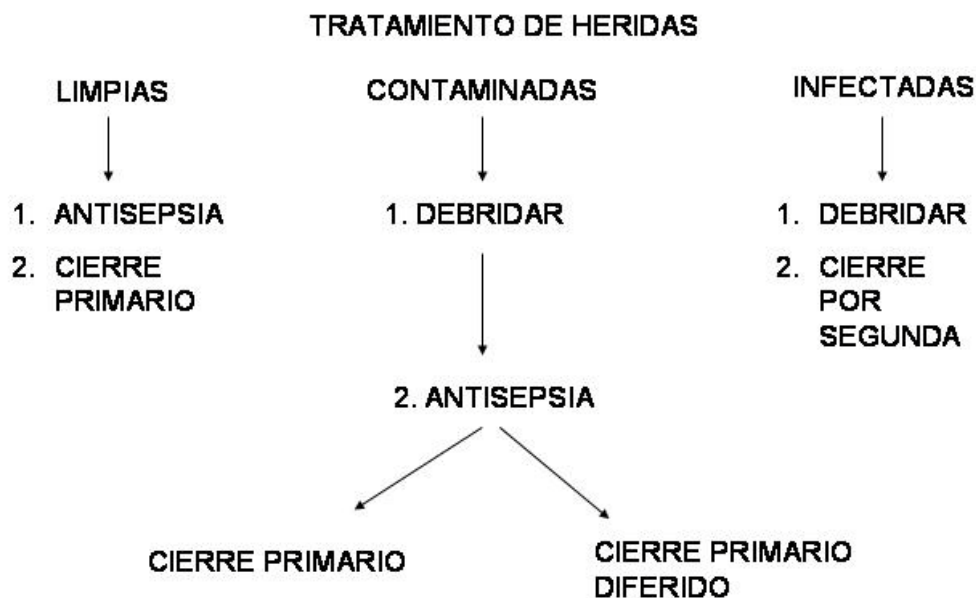 TRATAMIENTO DE HERIDAS
LIMPIAS
1. ANTISEPSIA
2. CIERRE
PRIMARIO
CONTAMINADAS
1. DEBRIDAR
2. ANTISEPSIA
CIERRE PRIMARIO
CIERRE PRIMARIO
DIFERIDO
INFECTADAS
1. DEBRIDAR
2. CIERRE
POR
SEGUNDA